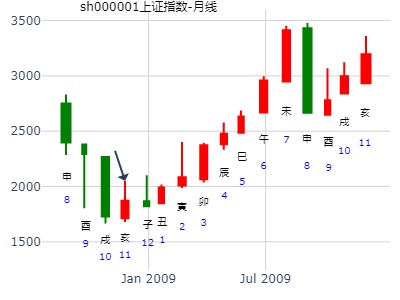 sh000001上证指数-月线
3500
3000
2500
2000
1500
申
8
酉
9
戌
10
亥
11
子
12
丑
1
寅
2
卯
3
辰
4
巳
5
午
6
未
7
申
8
酉
9
戌
10
亥
11
Jan 2009
Jul 2009